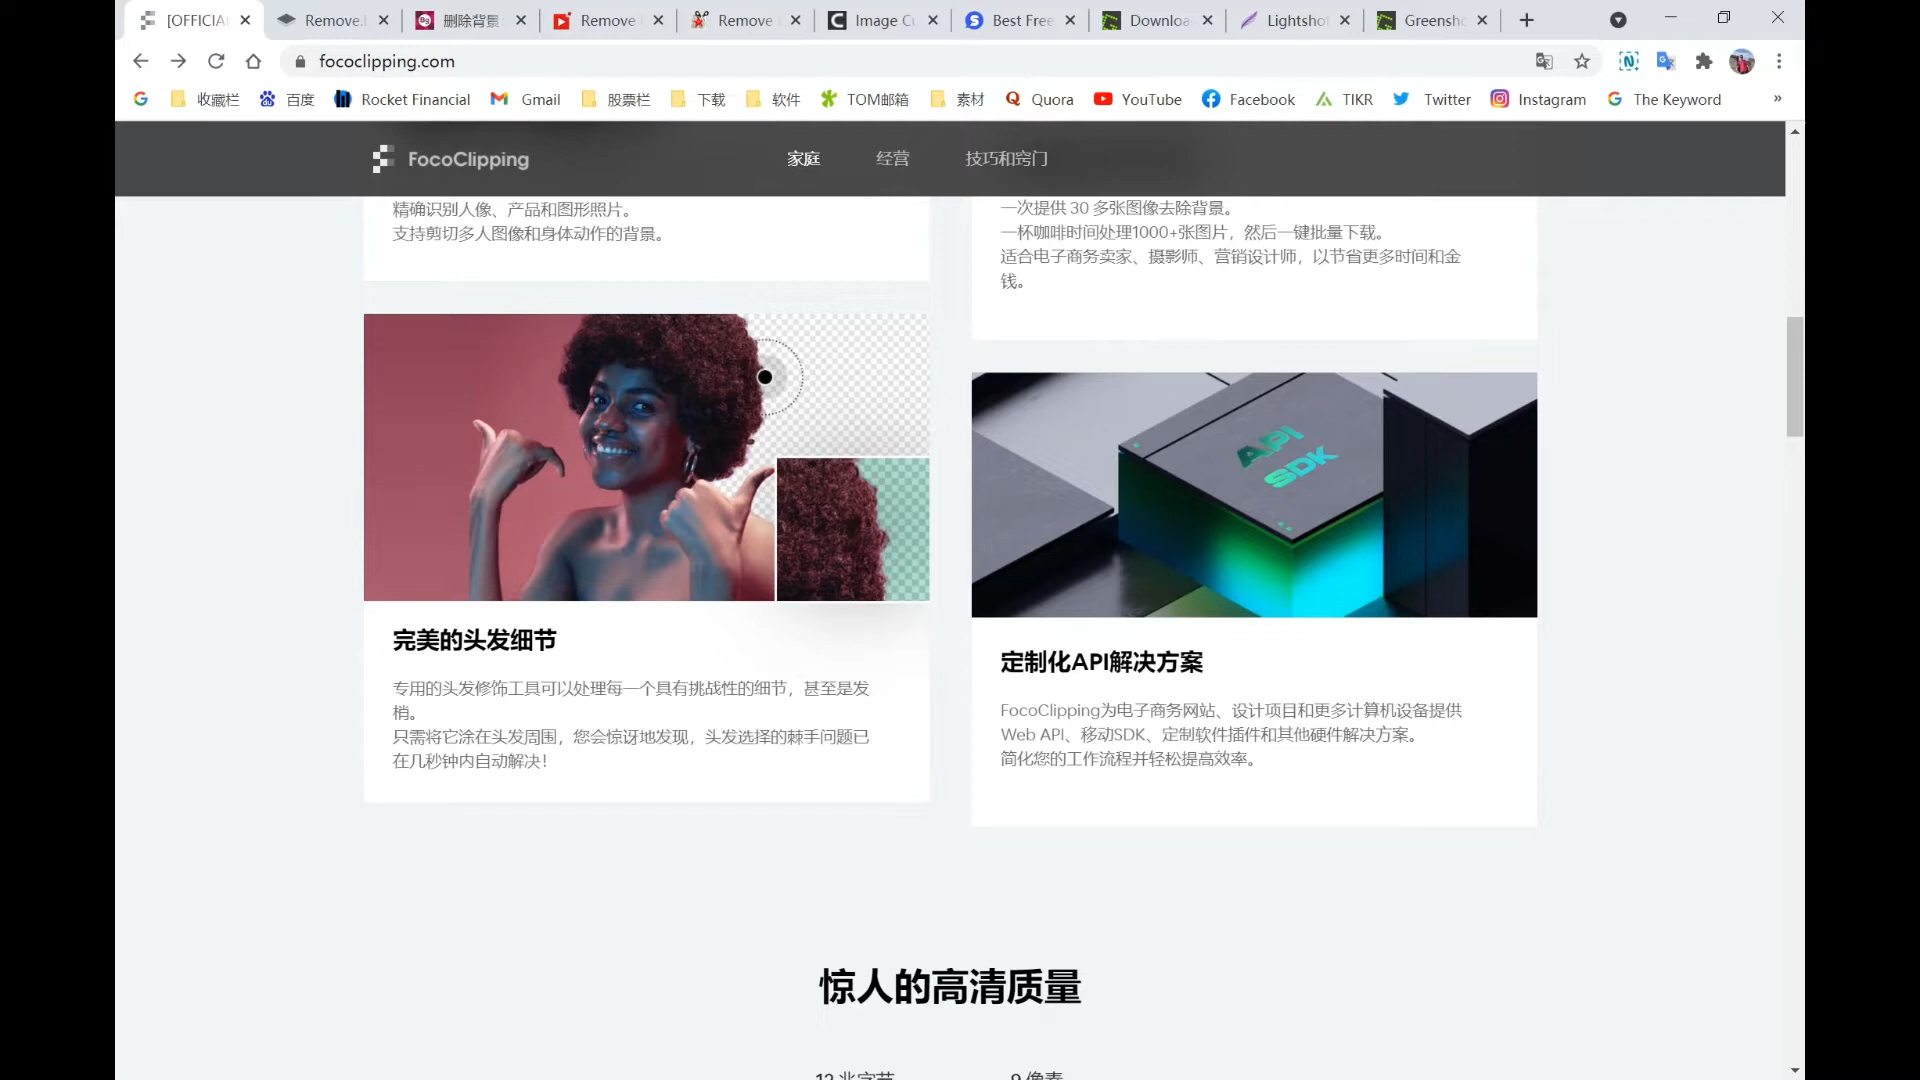 [OFFICIA
Remove.
删除背景
Remove
Remove
Image Cu
Best Free
Downloa
Lightsho
Greensho
fococlipping.com
收藏栏
百度
Rocket Financial
Gmail
股票栏
下载
软件
TOM邮箱
素材
Quora
YouTube
Facebook
TIKR
Twitter
Instagram
The Keyword
»
FocoClipping
家庭
经营
技巧和窍门
精确识别人像、产品和图形照片。
支持剪切多人图像和身体动作的背景。
一次提供 30 多张图像去除背景。
一杯咖啡时间处理1000+张图片，然后一键批量下载。
适合电子商务卖家、摄影师、营销设计师，以节省更多时间和金
钱。
API
SDK
完美的头发细节
专用的头发修饰工具可以处理每一个具有挑战性的细节，甚至是发
梢。
只需将它涂在头发周围，您会惊讶地发现，头发选择的棘手问题已
在几秒钟内自动解决！
定制化API解决方案
FocoClipping为电子商务网站、设计项目和更多计算机设备提供
Web API、移动SDK、定制软件插件和其他硬件解决方案。
简化您的工作流程并轻松提高效率。
惊人的高清质量
12 兆字节
9 像素